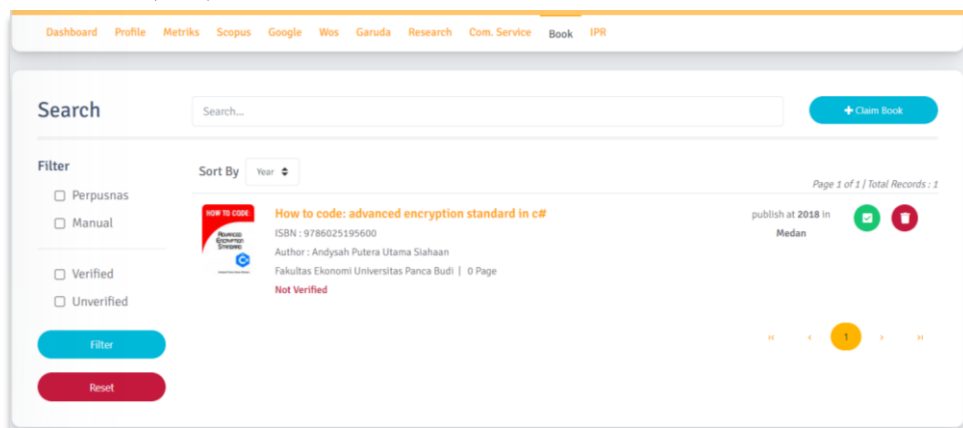 Dashboard Profile Metriks Scopus Google Wos Garuda Research Com. Service Book IPR
Search
Search...
+ Claim Book
Filter
Perpusnas
Manual
Verified
Unverified
Filter
Reset
Sort By Year
Page 1 of 1 | Total Records : 1
HOW TO CODE
ADVANCED
ENCRYPTION
STANDARD
How to code: advanced encryption standard in c#
ISBN : 9786025195600
Author : Andysah Putera Utama Siahaan
Fakultas Ekonomi Universitas Panca Budi | 0 Page
Not Verified
publish at 2018 in
Medan
1